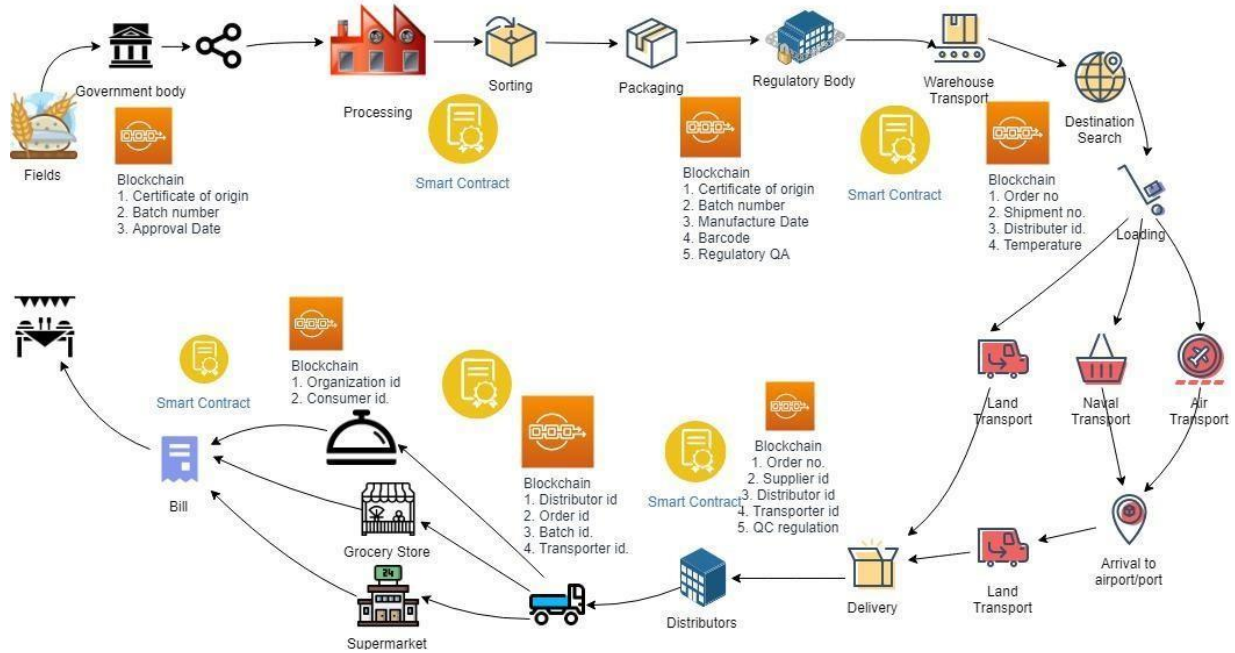 Fields
Government body
Blockchain
1. Certificate of origin
2. Batch number
3. Approval Date
Processing
Smart Contract
Sorting
Packaging
Blockchain
1. Certificate of origin
2. Batch number
3. Manufacture Date
4. Barcode
5. Regulatory QA
Regulatory Body
Smart Contract
Warehouse
Transport
Blockchain
1. Order no
2. Shipment no.
3. Distributer id.
4. Temperature
Destination
Search
Loading
Land
Transport
Naval
Transport
Air
Transport
Arrival to
airport/port
Land
Transport
Delivery
Blockchain
1. Order no.
2. Supplier id
3. Distributor id
4. Transporter id
5. QC regulation
Smart Contract
Distributors
Blockchain
1. Distributor id
2. Order id
3. Batch id.
4. Transporter id.
Blockchain
1. Organization id
2. Consumer id.
Smart Contract
Grocery Store
24
Supermarket
Bill